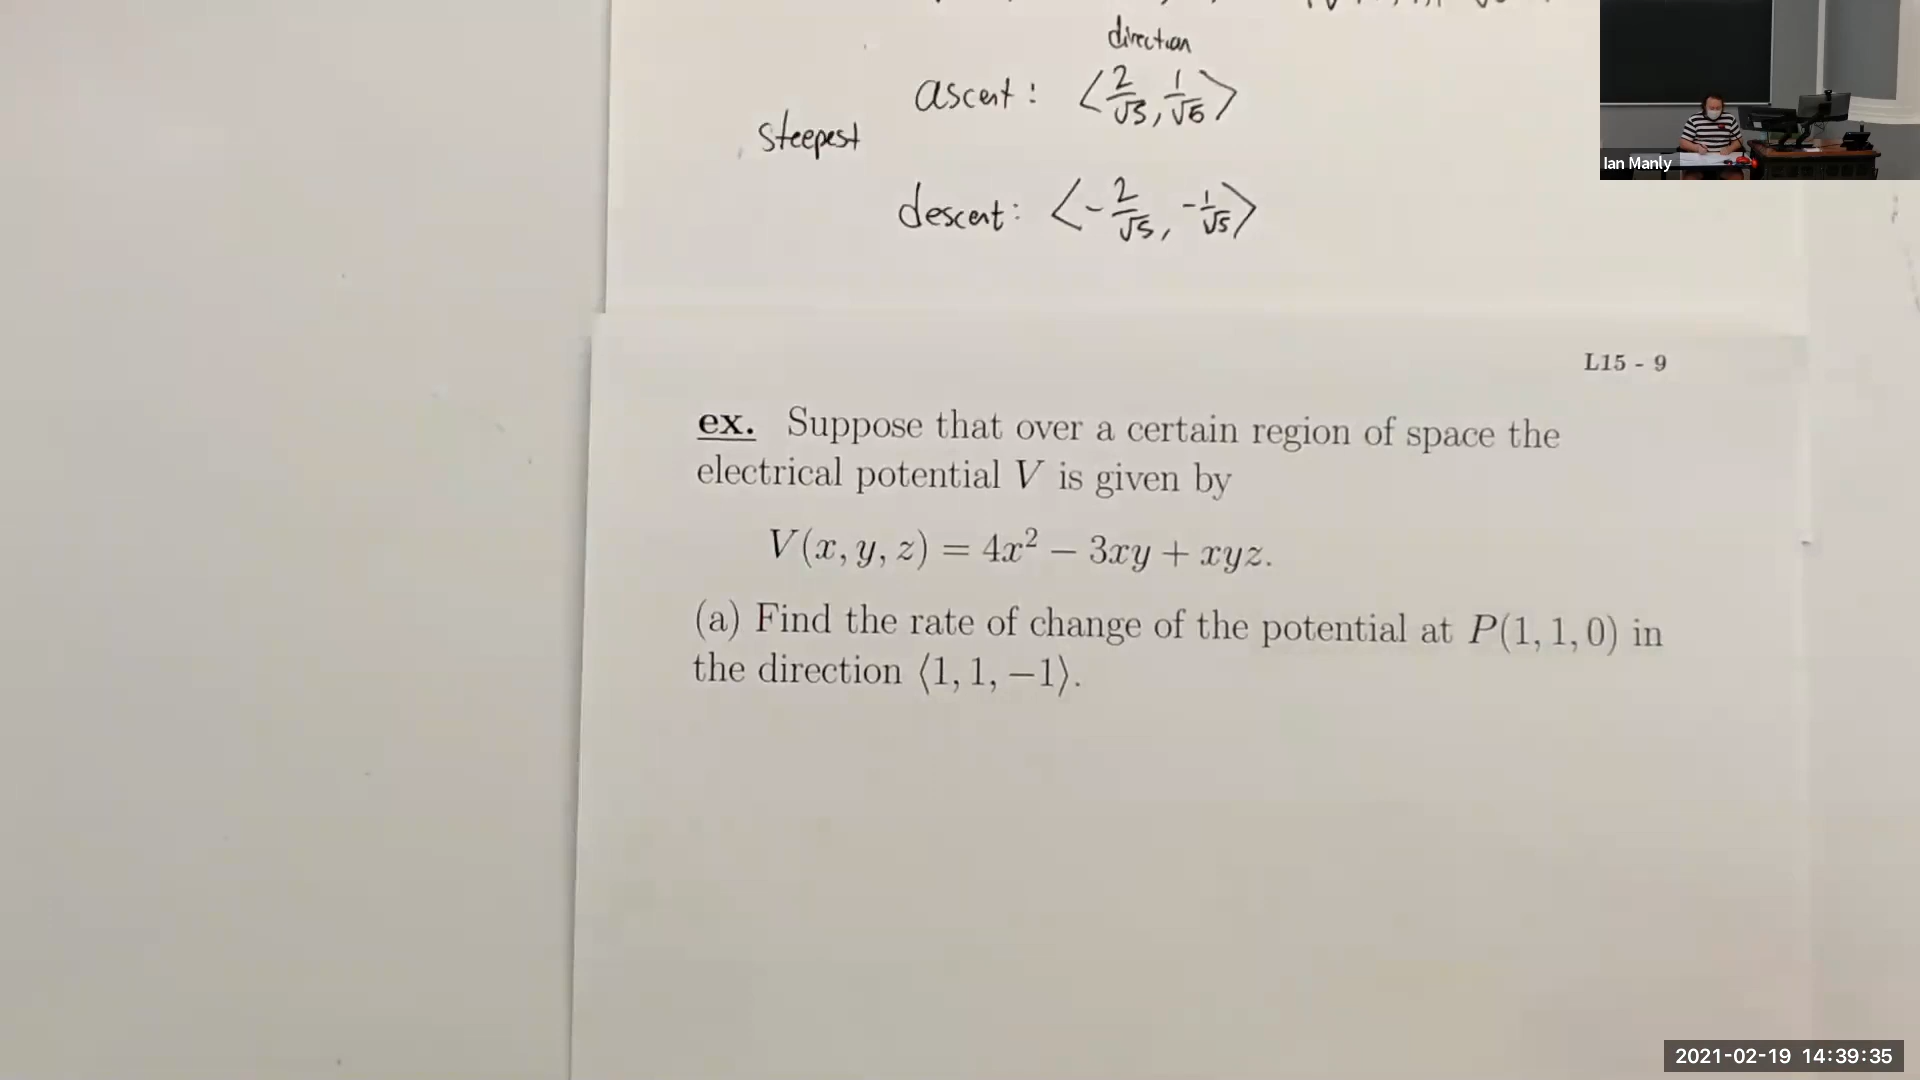 direction
ascent: ⟨2/√5, 1/√5⟩
steepest
descent: ⟨-2/√5, -1/√5⟩
Ian Manly
L15 - 9
ex. Suppose that over a certain region of space the
electrical potential V is given by
V(x, y, z) = 4x² − 3xy + xyz.
(a) Find the rate of change of the potential at P(1, 1, 0) in
the direction ⟨1, 1, −1⟩.
2021-02-19 14:39:35